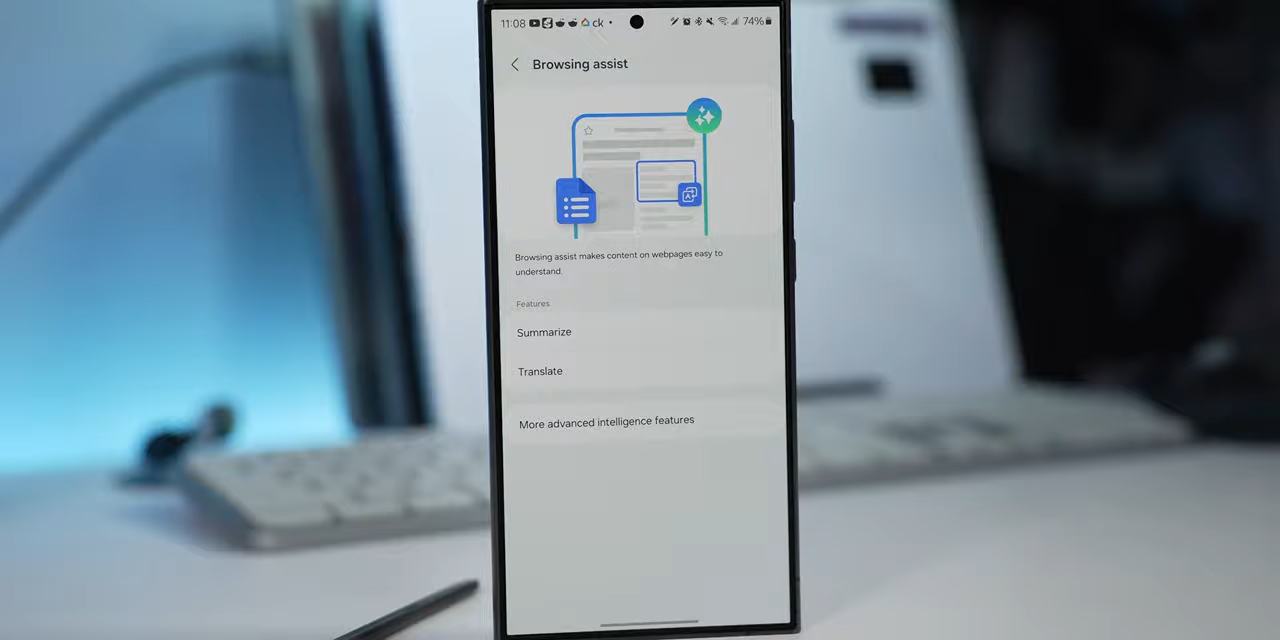 11:08 ck • 74%
Browsing assist
Browsing assist makes content on webpages easy to
understand.
Features
Summarize
Translate
More advanced intelligence features